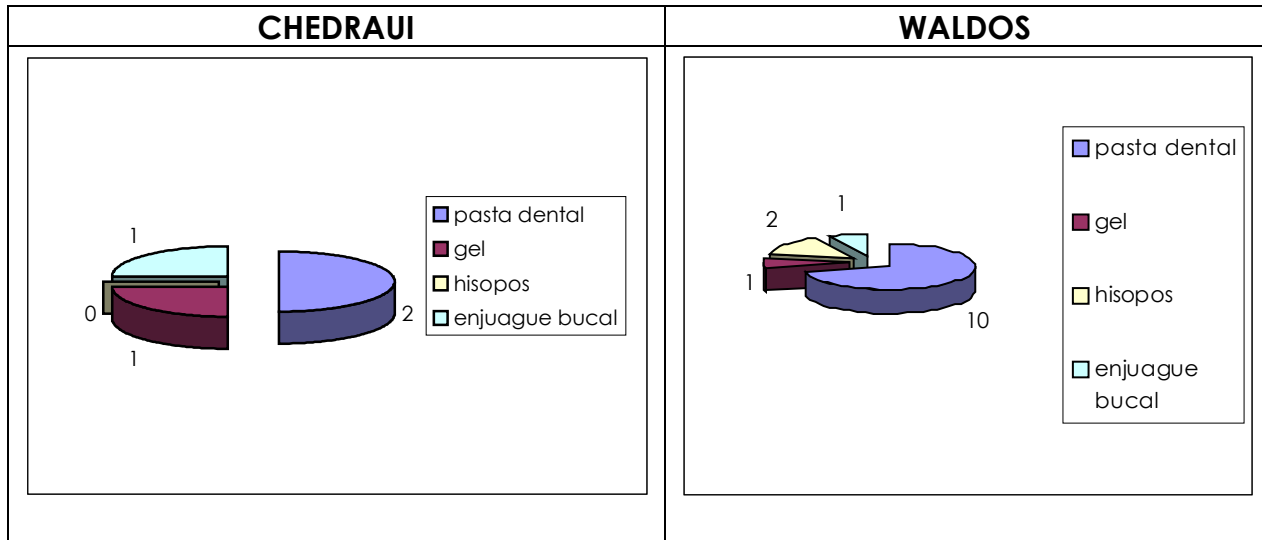 CHEDRAUI
WALDOS
1
0
1
2
pasta dental
gel
hisopos
enjuague bucal
2
1
1
10
pasta dental
gel
hisopos
enjuague
bucal